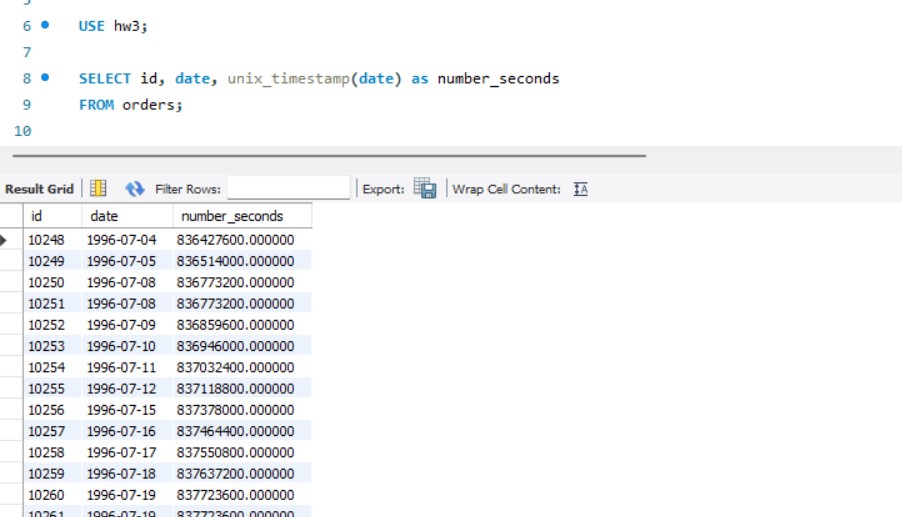 5
6 USE hw3;
7
8 SELECT id, date, unix_timestamp(date) as number_seconds
9 FROM orders;
10
Result Grid Filter Rows: Export: Wrap Cell Content: IA
id date number_seconds
10248 1996-07-04 836427600.000000
10249 1996-07-05 836514000.000000
10250 1996-07-08 836773200.000000
10251 1996-07-08 836773200.000000
10252 1996-07-09 836859600.000000
10253 1996-07-10 836946000.000000
10254 1996-07-11 837032400.000000
10255 1996-07-12 837118800.000000
10256 1996-07-15 837378000.000000
10257 1996-07-16 837464400.000000
10258 1996-07-17 837550800.000000
10259 1996-07-18 837637200.000000
10260 1996-07-19 837723600.000000
10261 1996-07-19 837723600.000000